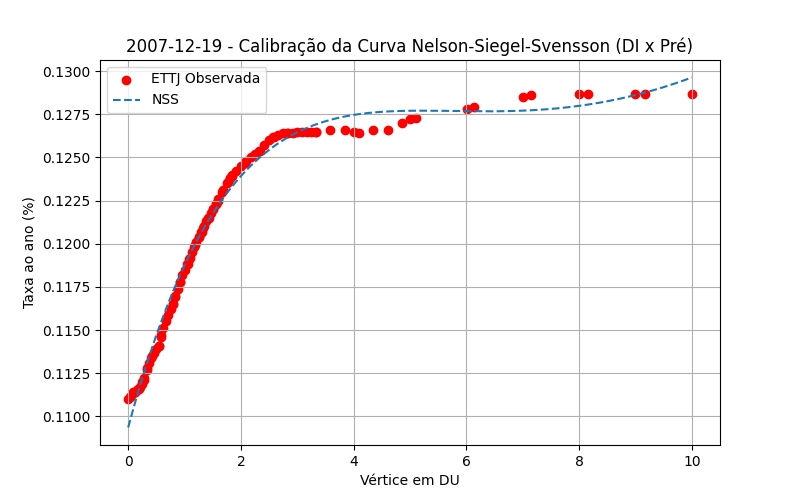 2007-12-19 - Calibração da Curva Nelson-Siegel-Svensson (DI x Pré)
ETTJ Observada
NSS
Taxa ao ano (%)
0.1300
0.1275
0.1250
0.1225
0.1200
0.1175
0.1150
0.1125
0.1100
0 2 4 6 8 10
Vértice em DU